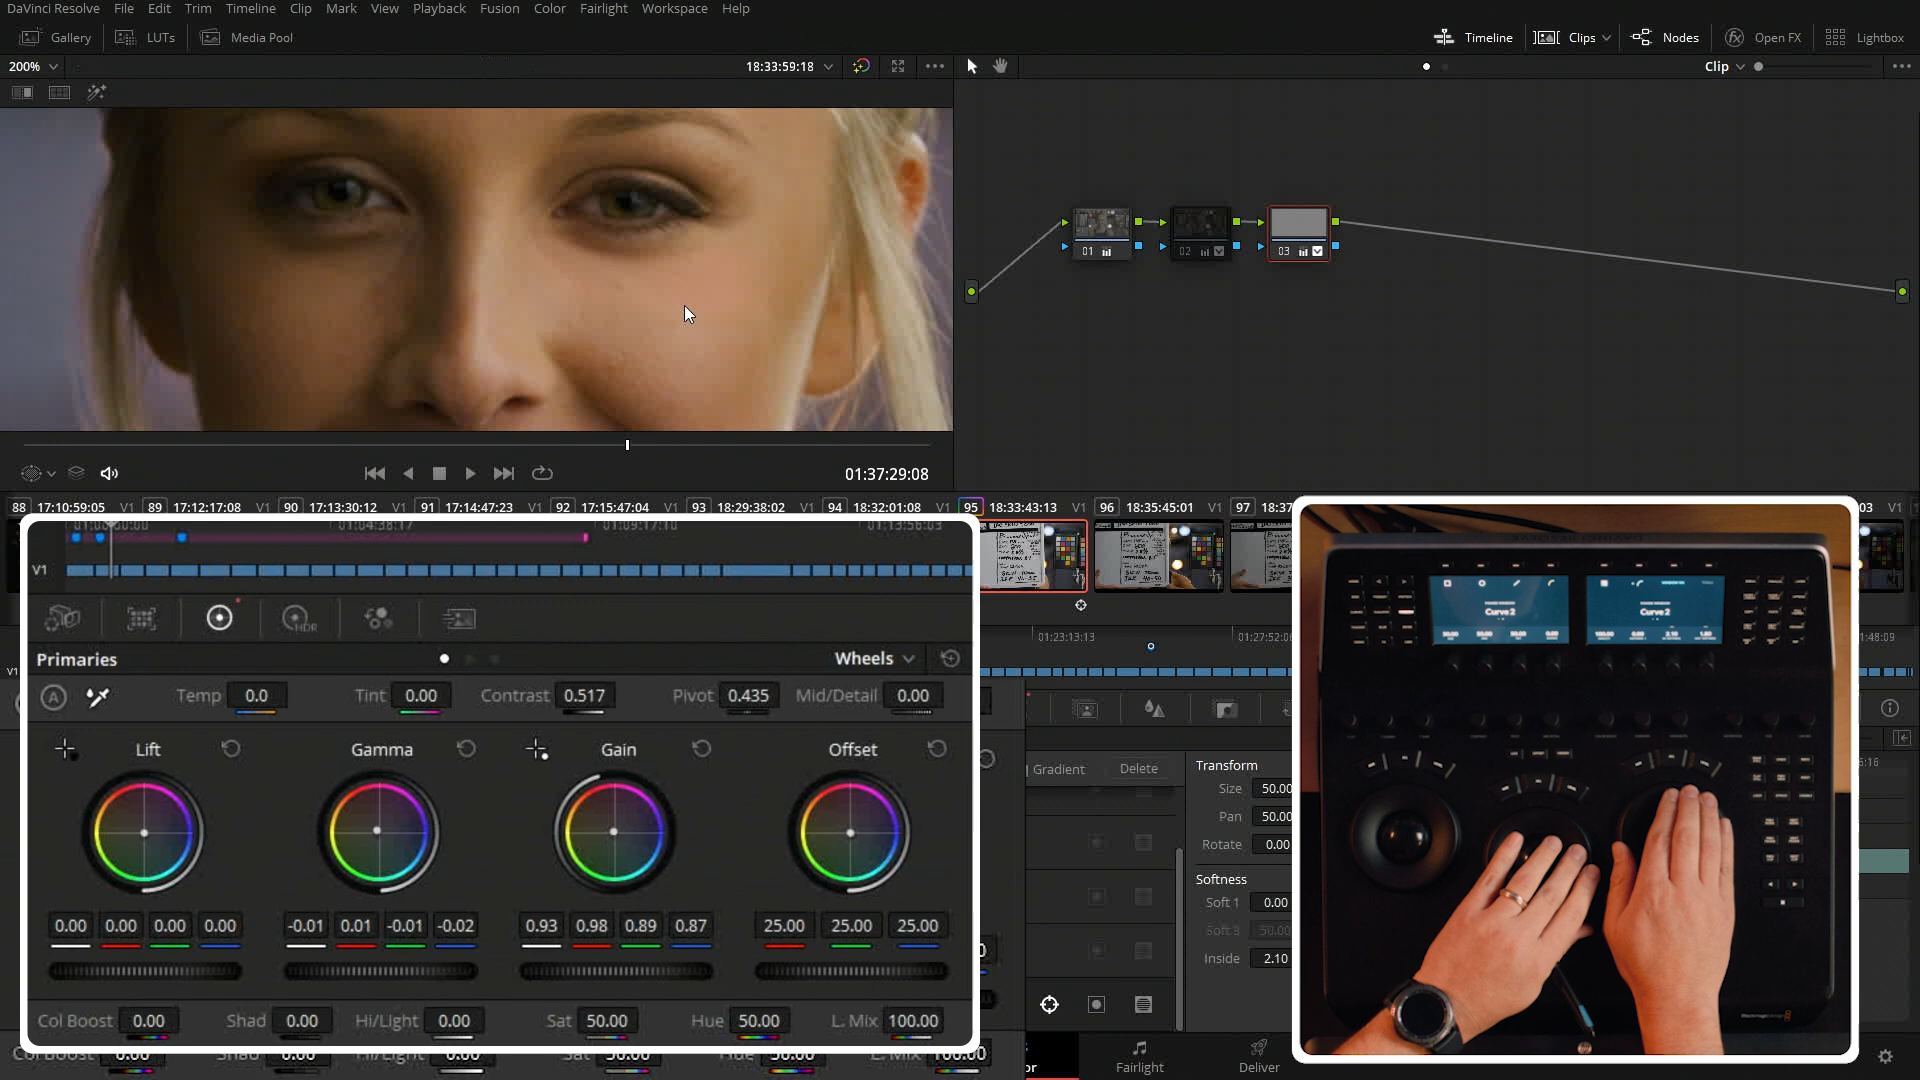 DaVinci Resolve File Edit Trim Timeline Clip Mark View Playback Fusion Color Fairlight Workspace Help
Gallery LUTs Media Pool Timeline Clips Nodes Open FX Lightbox
200% 18:33:59:18 Clip
01 02 03
01:37:29:08
88 17:10:59:05 V1 89 17:12:17:08 V1 90 17:13:30:12 V1 91 17:14:47:23 V1 92 17:15:47:04 V1 93 18:29:38:02 V1 94 18:32:01:08 V1 95 18:33:43:13 V1 96 18:35:45:01 V1 97 18:37 03 V1
01:04:38:17 01:09:17:10 01:13:56:03
V1
HDR
Primaries Wheels
A Temp 0.0 Tint 0.00 Contrast 0.517 Pivot 0.435 Mid/Detail 0.00
Lift Gamma Gain Offset
0.00 0.00 0.00 0.00 -0.01 0.01 -0.01 -0.02 0.93 0.98 0.89 0.87 25.00 25.00 25.00
Col Boost 0.00 Shad 0.00 Hi/Light 0.00 Sat 50.00 Hue 50.00 L. Mix 100.00
Col Boost 0.00 Shad 0.00 Hi/Light 0.00 Sat 50.00 Hue 50.00 L. Mix 100.00
V1
01:23:13:13 01:27:52:0 1:48:09
Gradient Delete
Transform
Size 50.00
Pan 50.00
Rotate 0.00
Softness
Soft 1 0.00
Soft 3 50.00
Inside 2.10
5:16
or Fairlight Deliver
Curve 2 Curve 2